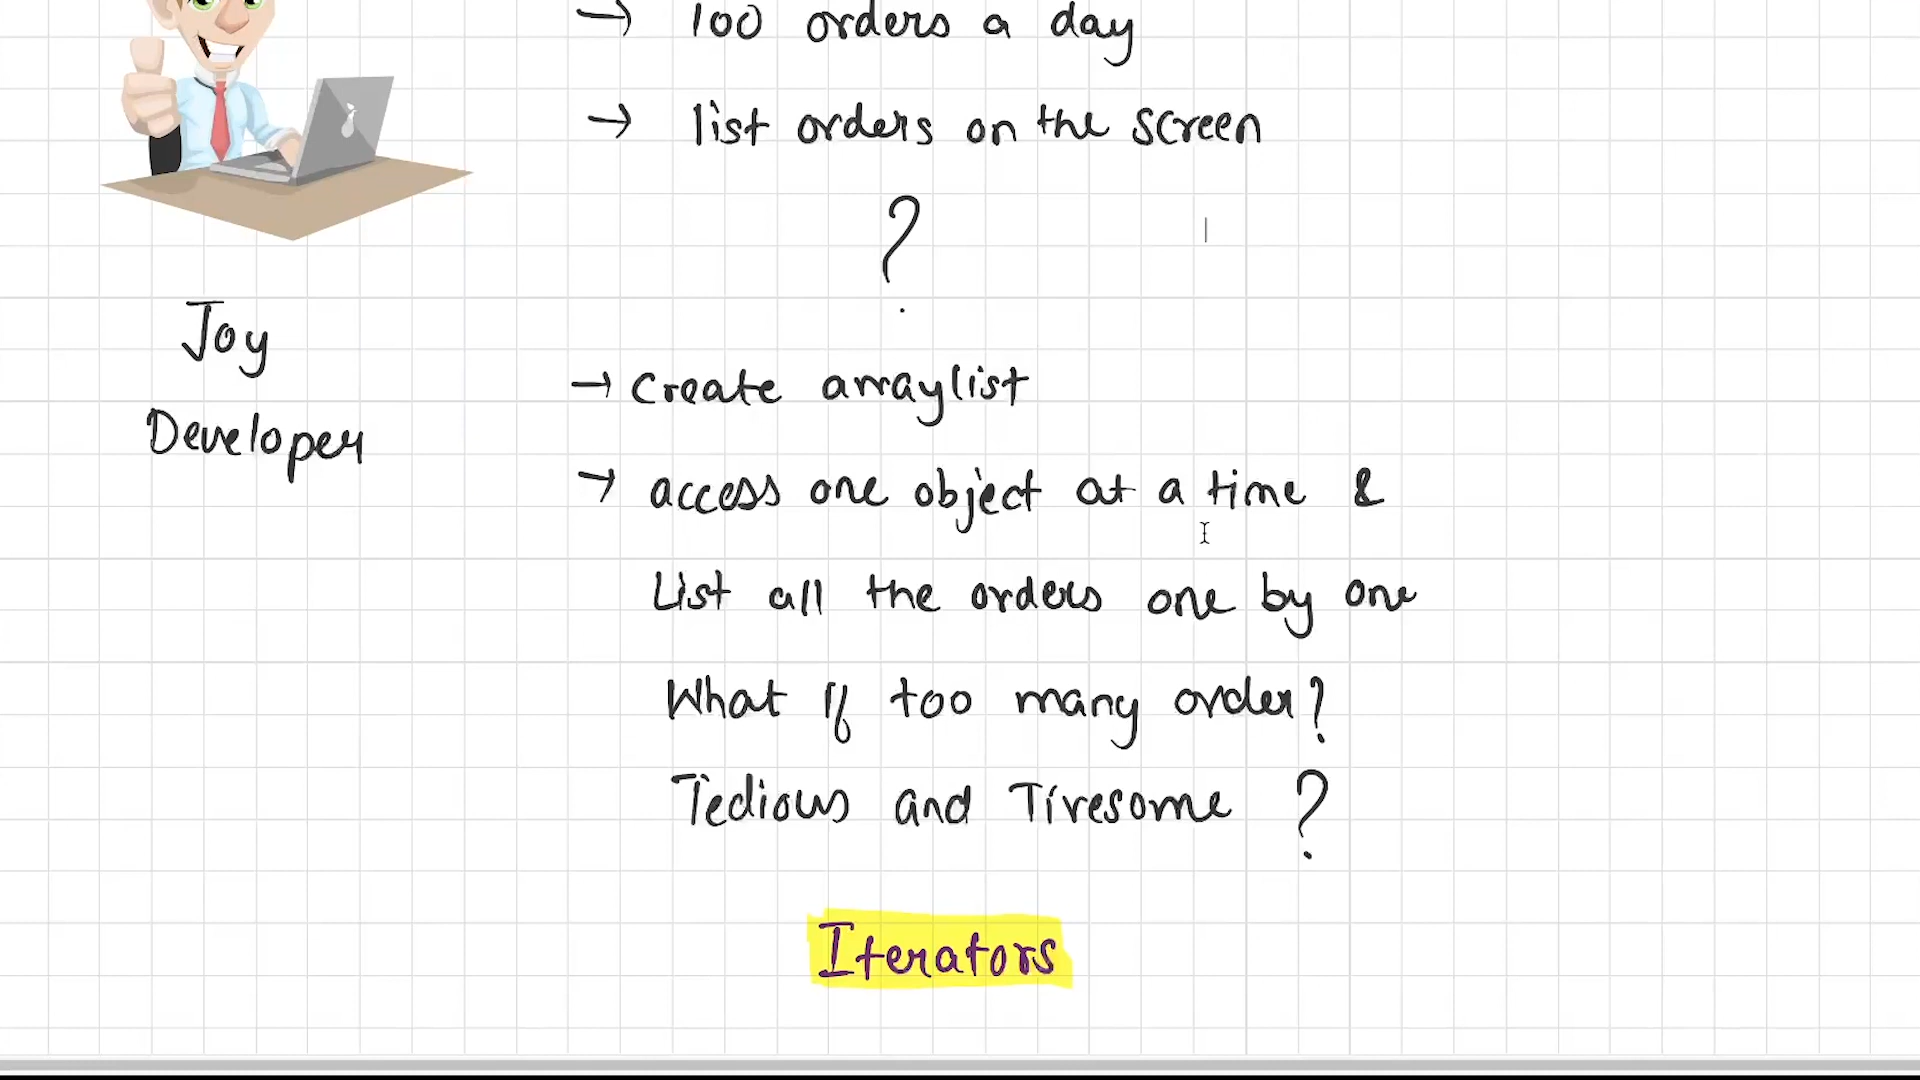 → 100 orders a day
→ list orders on the screen
?
Joy
Developer
→ Create arraylist
→ access one object at a time &
List all the orders one by one
What If too many order?
Tedious and Tiresome ?
Iterators